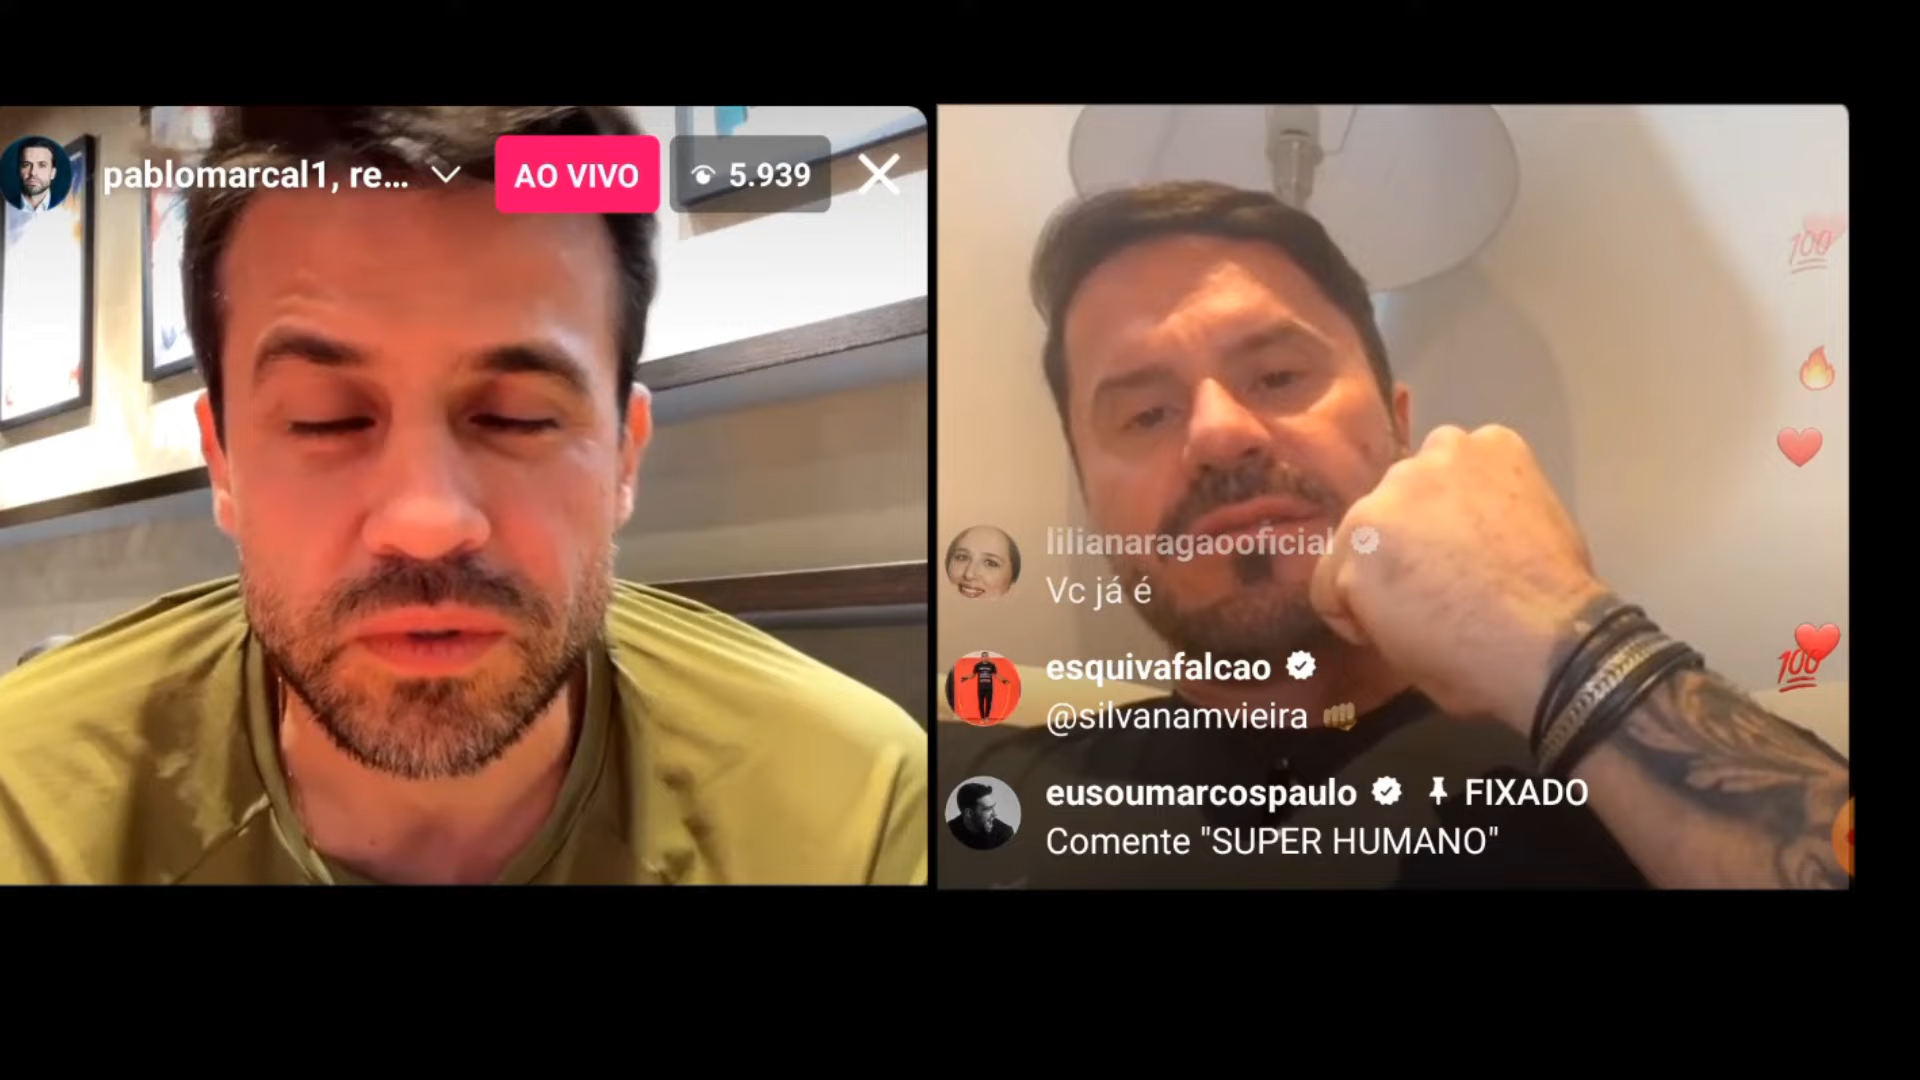 pablomarcal1, re...
AO VIVO
5.939
lilianaragaooficial
Vc já é
esquivafalcao
@silvanamvieira 👊
eusoumarcospaulo FIXADO
Comente "SUPER HUMANO"
💯
💯